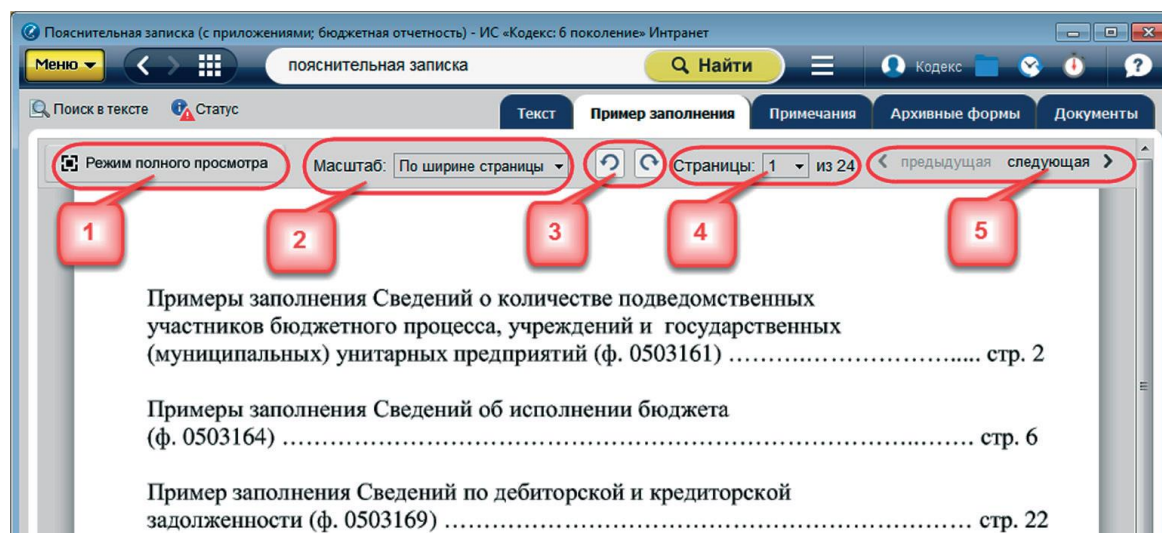 Пояснительная записка (с приложениями; бюджетная отчетность) - ИС «Кодекс: 6 поколение» Интранет
Меню пояснительная записка Найти Кодекс ?
Поиск в тексте Статус Текст Пример заполнения Примечания Архивные формы Документы
Режим полного просмотра Масштаб: По ширине страницы Страницы: 1 из 24 предыдущая следующая
1 2 3 4 5
Примеры заполнения Сведений о количестве подведомственных
участников бюджетного процесса, учреждений и государственных
(муниципальных) унитарных предприятий (ф. 0503161) ………..……………….... стр. 2
Примеры заполнения Сведений об исполнении бюджета
(ф. 0503164) ………………………………………………………………..……. стр. 6
Пример заполнения Сведений по дебиторской и кредиторской
задолженности (ф. 0503169) ………………………………………………… стр. 22